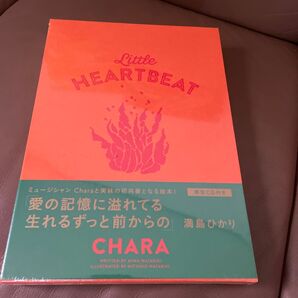 Little
HEARTBEAT
ミュージシャン Charaと実妹の初共著となる絵本!
「愛の記憶に溢れてる
生れるずっと前からの」
満島ひかり
CHARA